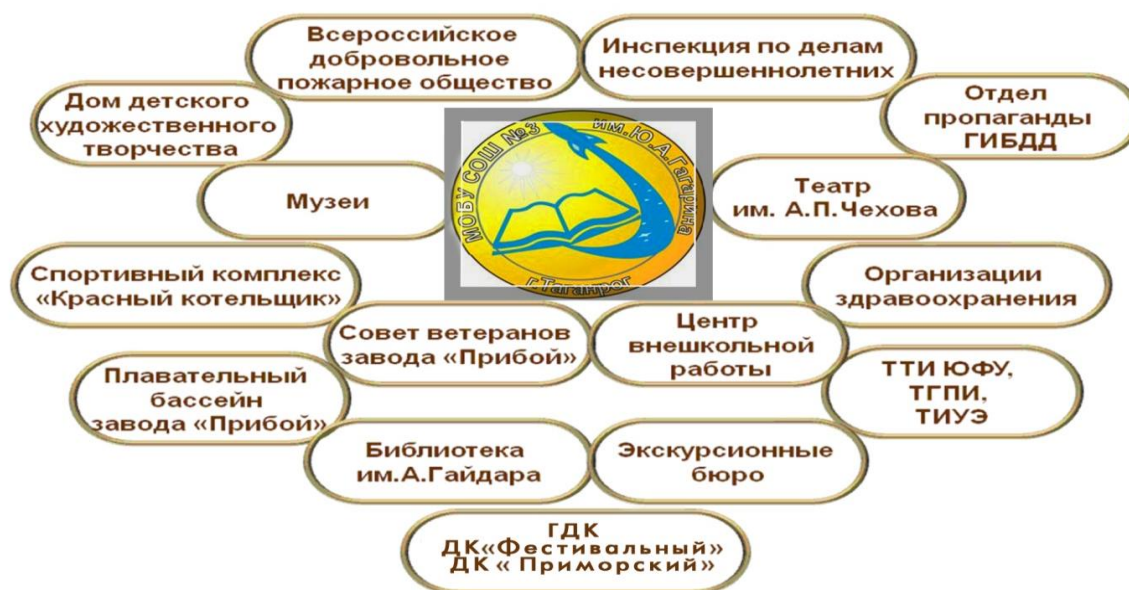 Всероссийское
добровольное
пожарное общество
Инспекция по делам
несовершеннолетних
Дом детского
художественного
творчества
Отдел
пропаганды
ГИБДД
МОБУ СОШ №3 им.Ю.А.Гагарина
г.Таганрог
Музеи
Театр
им. А.П.Чехова
Спортивный комплекс
«Красный котельщик»
Организации
здравоохранения
Совет ветеранов
завода «Прибой»
Центр
внешкольной
работы
Плавательный
бассейн
завода «Прибой»
ТТИ ЮФУ,
ТГПИ,
ТИУЭ
Библиотека
им.А.Гайдара
Экскурсионные
бюро
ГДК
ДК«Фестивальный»
ДК « Приморский»